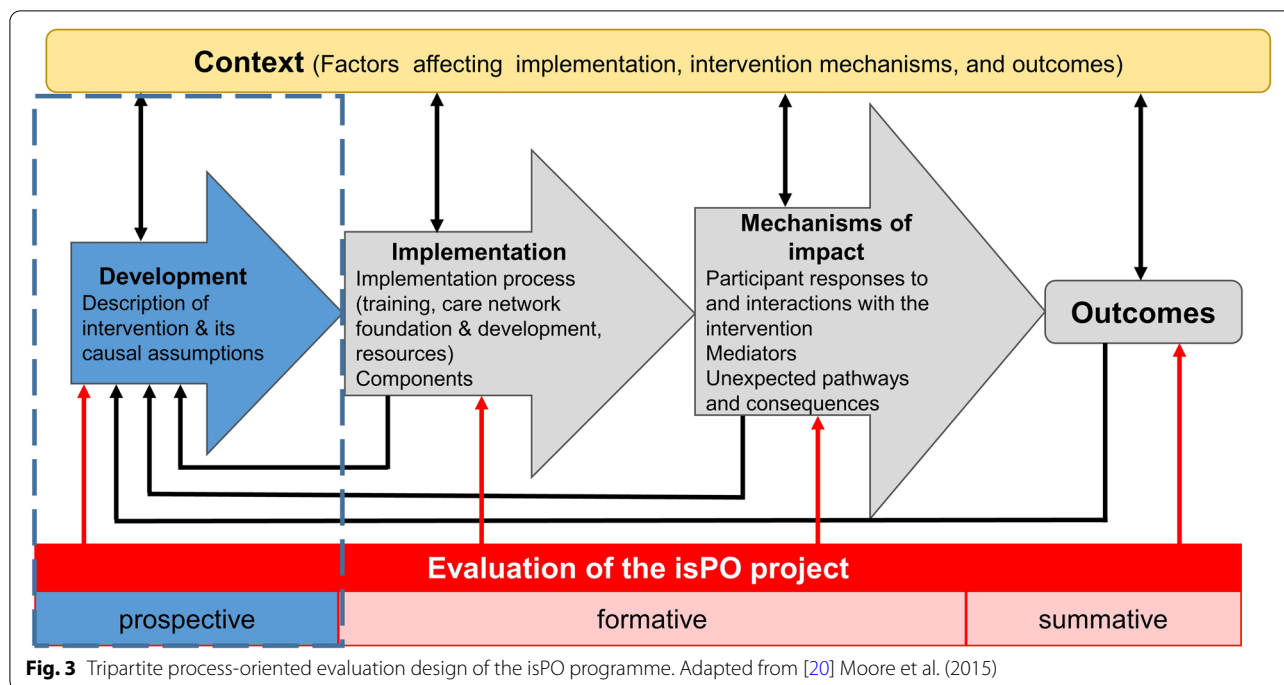 Context (Factors affecting implementation, intervention mechanisms, and outcomes)
Development
Description of
intervention & its
causal assumptions
Implementation
Implementation process
(training, care network
foundation & development,
resources)
Components
Mechanisms of
impact
Participant responses to
and interactions with the
intervention
Mediators
Unexpected pathways
and consequences
Outcomes
Evaluation of the isPO project
prospective
formative
summative
Fig. 3 Tripartite process-oriented evaluation design of the isPO programme. Adapted from [20] Moore et al. (2015)